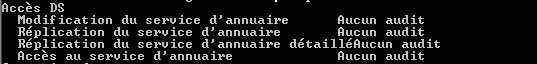 Accès DS
Modification du service d'annuaire Aucun audit
Réplication du service d'annuaire Aucun audit
Réplication du service d'annuaire détailléAucun audit
Accès au service d'annuaire Aucun audit